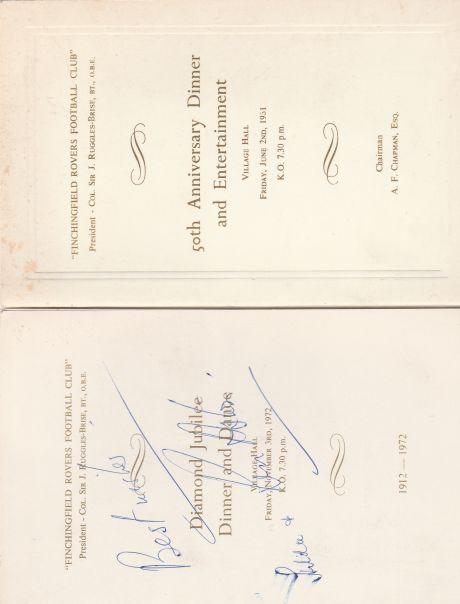 "FINCHINGFIELD ROVERS FOOTBALL CLUB"
President - COL. SIR J. RUGGLES-BRISE, BT., O.B.E.
50th Anniversary Dinner
and Entertainment
VILLAGE HALL
FRIDAY, JUNE 2ND, 1951
K.O. 7.30 p.m.
Chairman
A. F. CHAPMAN, ESQ.
"FINCHINGFIELD ROVERS FOOTBALL CLUB"
President - COL. SIR J. RUGGLES-BRISE, BT., O.B.E.
Best wishes
Diamond Jubilee
Dinner and Dance
VILLAGE HALL
FRIDAY, NOVEMBER 3RD, 1972
K.O. 7.30 p.m.
1912 — 1972